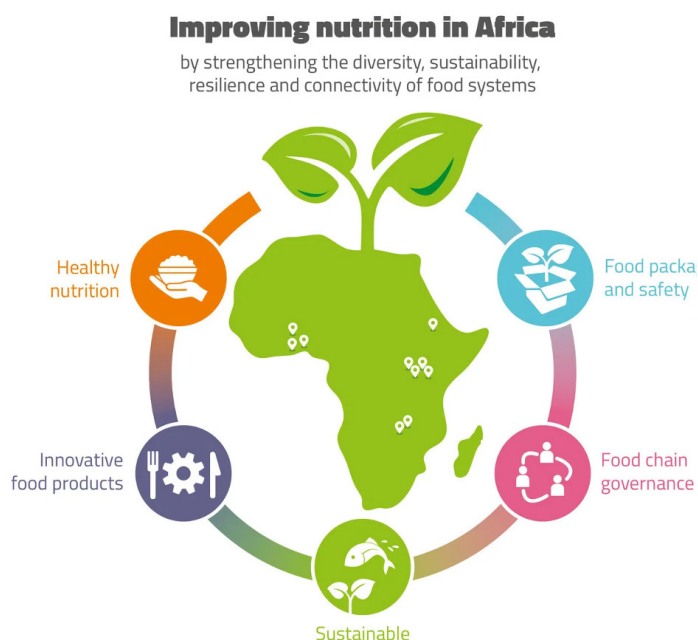 Improving nutrition in Africa
by strengthening the diversity, sustainability,
resilience and connectivity of food systems
Healthy
nutrition
Food packa
and safety
Innovative
food products
Food chain
governance
Sustainable